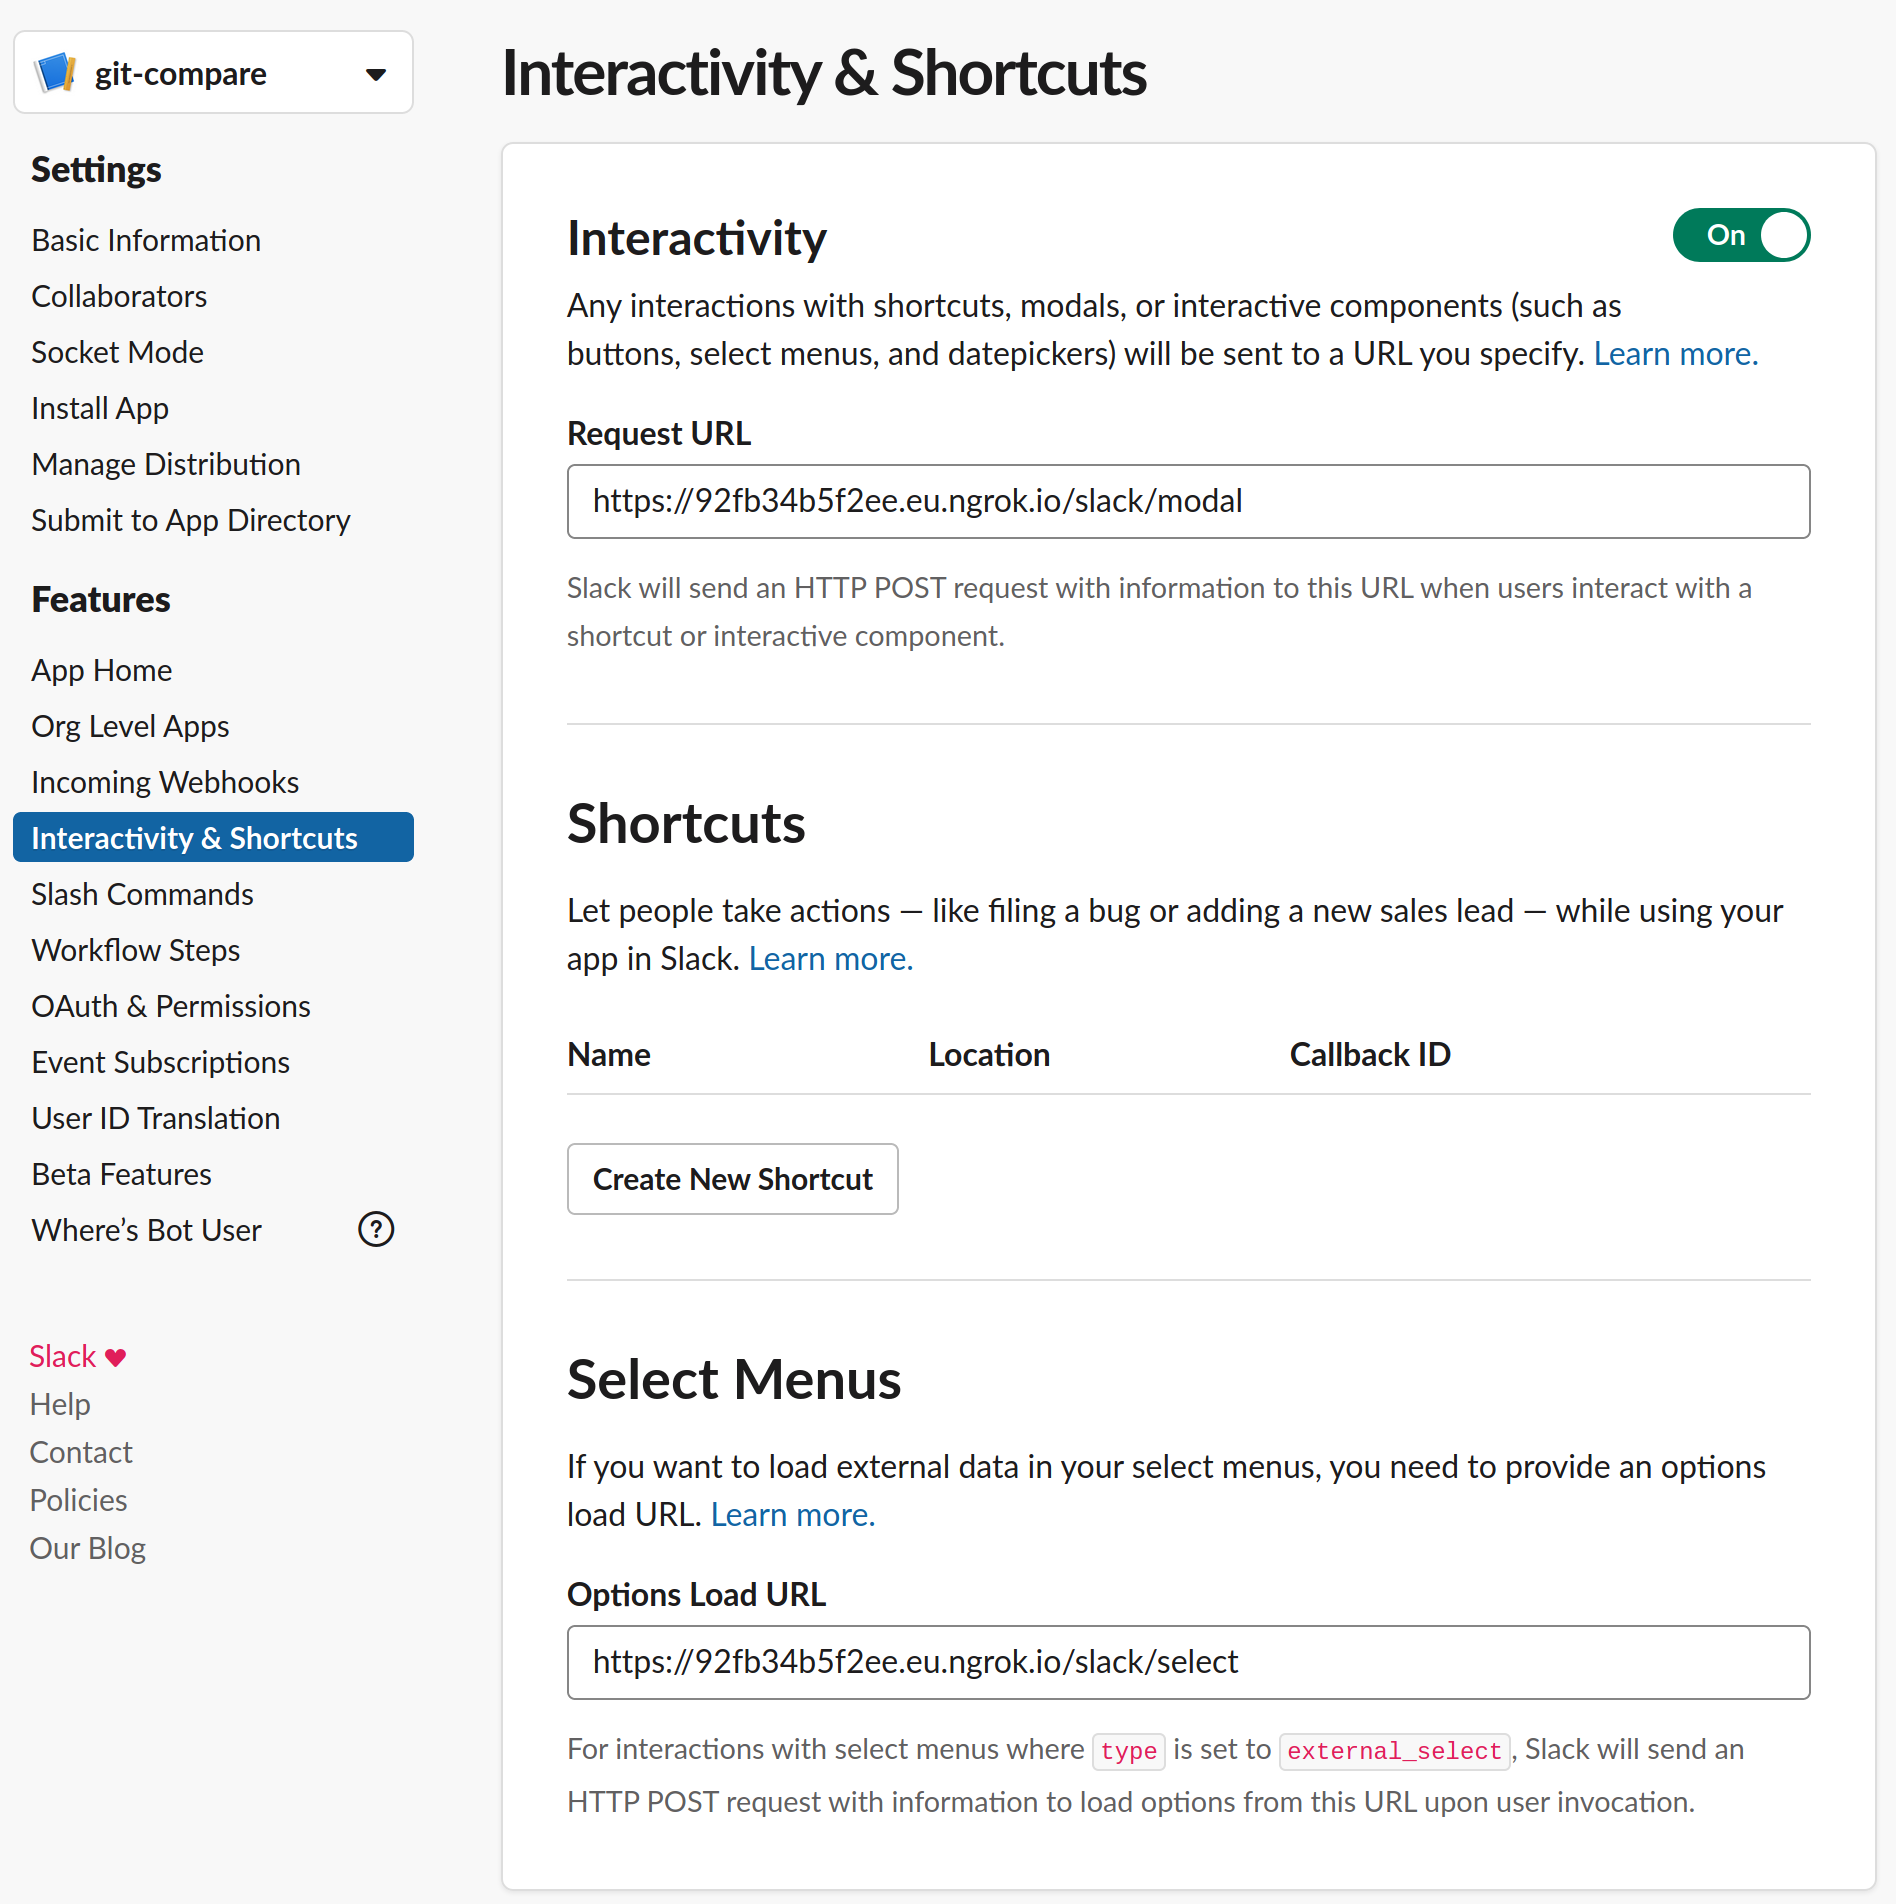 git-compare
Settings
Basic Information
Collaborators
Socket Mode
Install App
Manage Distribution
Submit to App Directory
Features
App Home
Org Level Apps
Incoming Webhooks
Interactivity & Shortcuts
Slash Commands
Workflow Steps
OAuth & Permissions
Event Subscriptions
User ID Translation
Beta Features
Where’s Bot User
?
Slack ♥
Help
Contact
Policies
Our Blog
Interactivity & Shortcuts
Interactivity
On
Any interactions with shortcuts, modals, or interactive components (such as
buttons, select menus, and datepickers) will be sent to a URL you specify. Learn more.
Request URL
https://92fb34b5f2ee.eu.ngrok.io/slack/modal
Slack will send an HTTP POST request with information to this URL when users interact with a
shortcut or interactive component.
Shortcuts
Let people take actions — like filing a bug or adding a new sales lead — while using your
app in Slack. Learn more.
Name Location Callback ID
Create New Shortcut
Select Menus
If you want to load external data in your select menus, you need to provide an options
load URL. Learn more.
Options Load URL
https://92fb34b5f2ee.eu.ngrok.io/slack/select
For interactions with select menus where type is set to external_select, Slack will send an
HTTP POST request with information to load options from this URL upon user invocation.